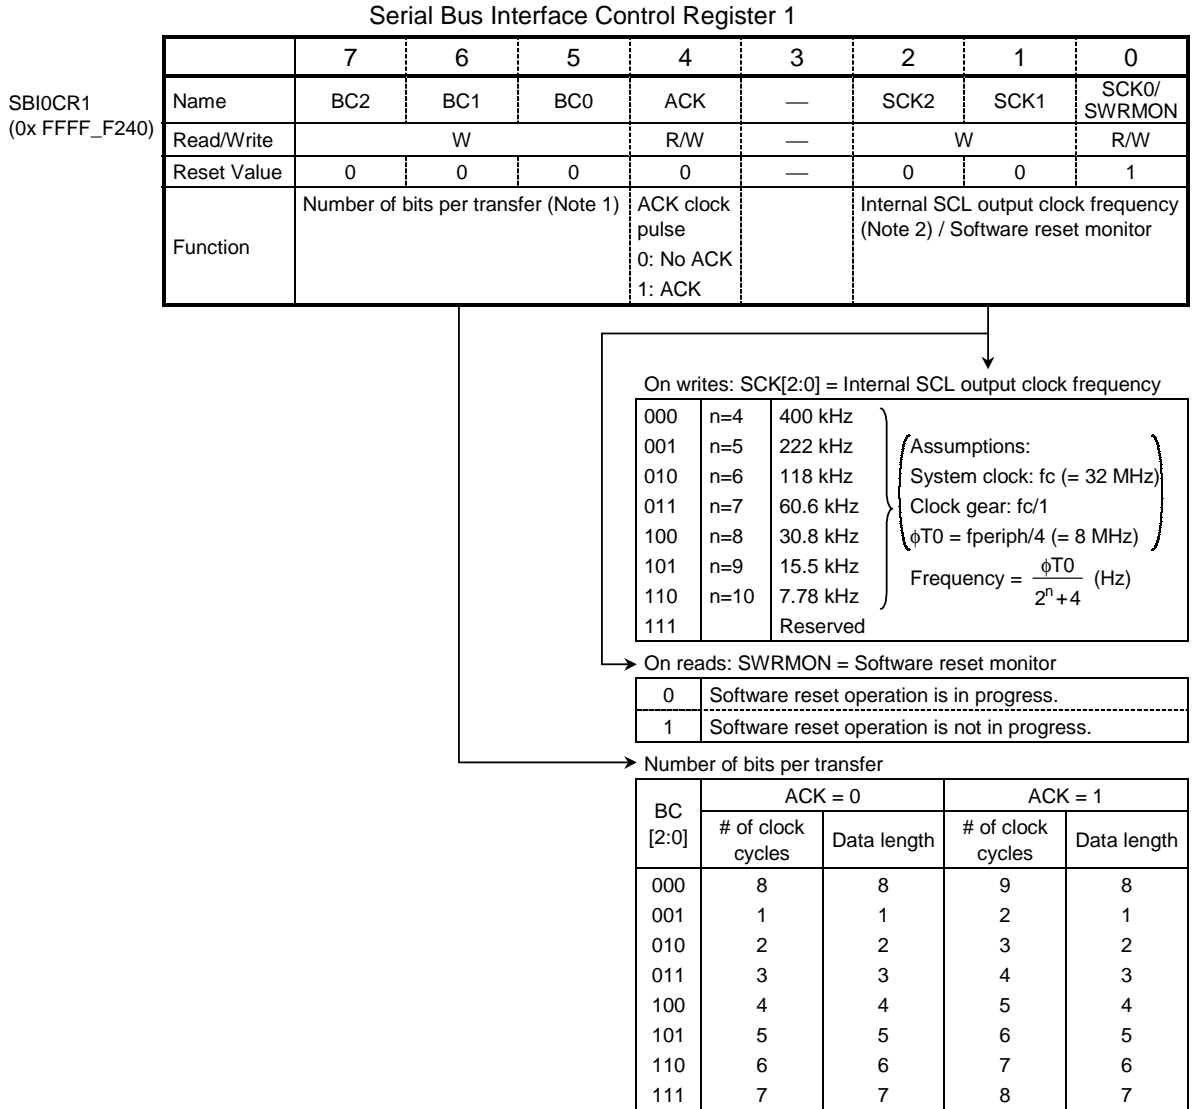 Serial Bus Interface Control Register 1
SBI0CR1
(0x FFFF_F240)
7 6 5 4 3 2 1 0
Name BC2 BC1 BC0 ACK — SCK2 SCK1 SCK0/
SWRMON
Read/Write W R/W — W R/W
Reset Value 0 0 0 0 — 0 0 1
Function
Number of bits per transfer (Note 1)
ACK clock
pulse
0: No ACK
1: ACK
Internal SCL output clock frequency
(Note 2) / Software reset monitor
On writes: SCK[2:0] = Internal SCL output clock frequency
000 n=4 400 kHz
001 n=5 222 kHz
010 n=6 118 kHz
011 n=7 60.6 kHz
100 n=8 30.8 kHz
101 n=9 15.5 kHz
110 n=10 7.78 kHz
111 Reserved
Assumptions:
System clock: fc (= 32 MHz)
Clock gear: fc/1
ϕT0 = fperiph/4 (= 8 MHz)
Frequency = ϕT0 / 2^n+4 (Hz)
On reads: SWRMON = Software reset monitor
0 Software reset operation is in progress.
1 Software reset operation is not in progress.
Number of bits per transfer
BC
[2:0]
ACK = 0 ACK = 1
# of clock
cycles
Data length
# of clock
cycles
Data length
000 8 8 9 8
001 1 1 2 1
010 2 2 3 2
011 3 3 4 3
100 4 4 5 4
101 5 5 6 5
110 6 6 7 6
111 7 7 8 7